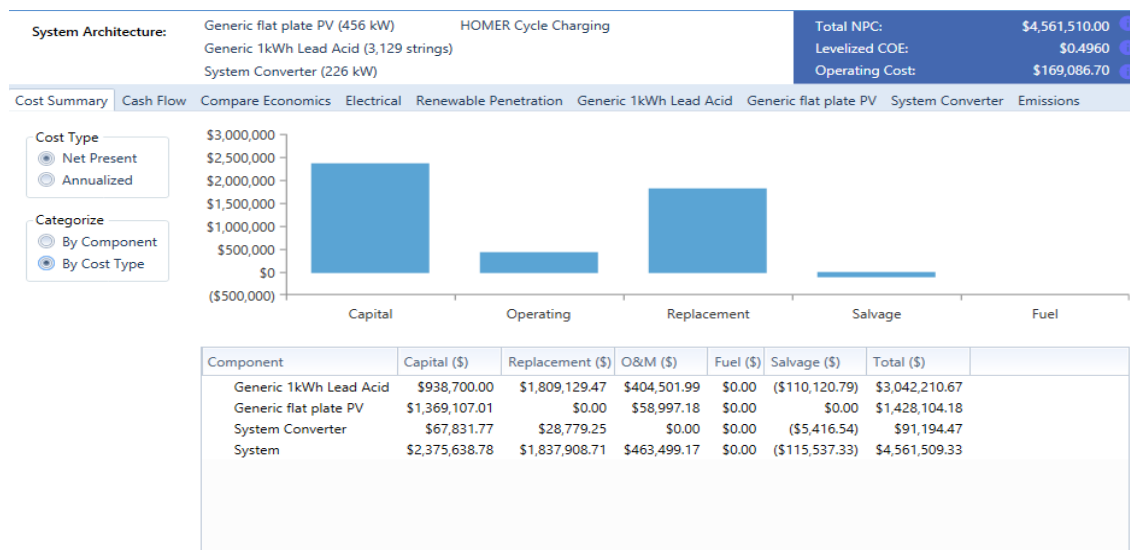 System Architecture:
Generic flat plate PV (456 kW) HOMER Cycle Charging
Generic 1kWh Lead Acid (3,129 strings)
System Converter (226 kW)
Total NPC: $4,561,510.00
Levelized COE: $0.4960
Operating Cost: $169,086.70
Cost Summary Cash Flow Compare Economics Electrical Renewable Penetration Generic 1kWh Lead Acid Generic flat plate PV System Converter Emissions
Cost Type
Net Present
Annualized
Categorize
By Component
By Cost Type
$3,000,000
$2,500,000
$2,000,000
$1,500,000
$1,000,000
$500,000
$0
($500,000)
Capital Operating Replacement Salvage Fuel
Component Capital ($) Replacement ($) O&M ($) Fuel ($) Salvage ($) Total ($)
Generic 1kWh Lead Acid $938,700.00 $1,809,129.47 $404,501.99 $0.00 ($110,120.79) $3,042,210.67
Generic flat plate PV $1,369,107.01 $0.00 $58,997.18 $0.00 $0.00 $1,428,104.18
System Converter $67,831.77 $28,779.25 $0.00 $0.00 ($5,416.54) $91,194.47
System $2,375,638.78 $1,837,908.71 $463,499.17 $0.00 ($115,537.33) $4,561,509.33